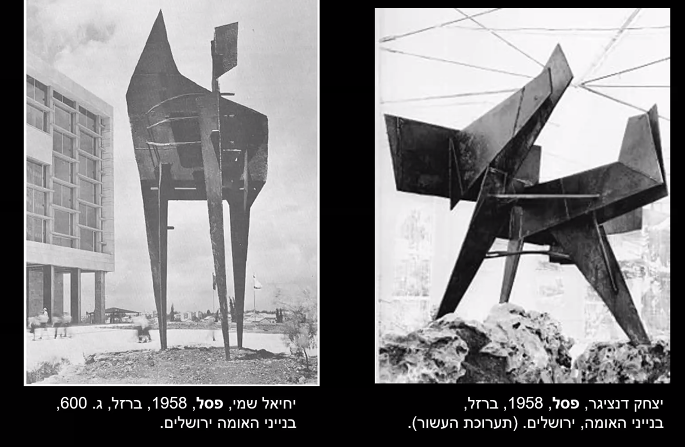 יצחק דנציגר, פסל, 1958, ברזל,
בנייני האומה, ירושלים. (תערוכת העשור).
יחיאל שמי, פסל, 1958, ברזל, ג. 600,
בנייני האומה ירושלים.